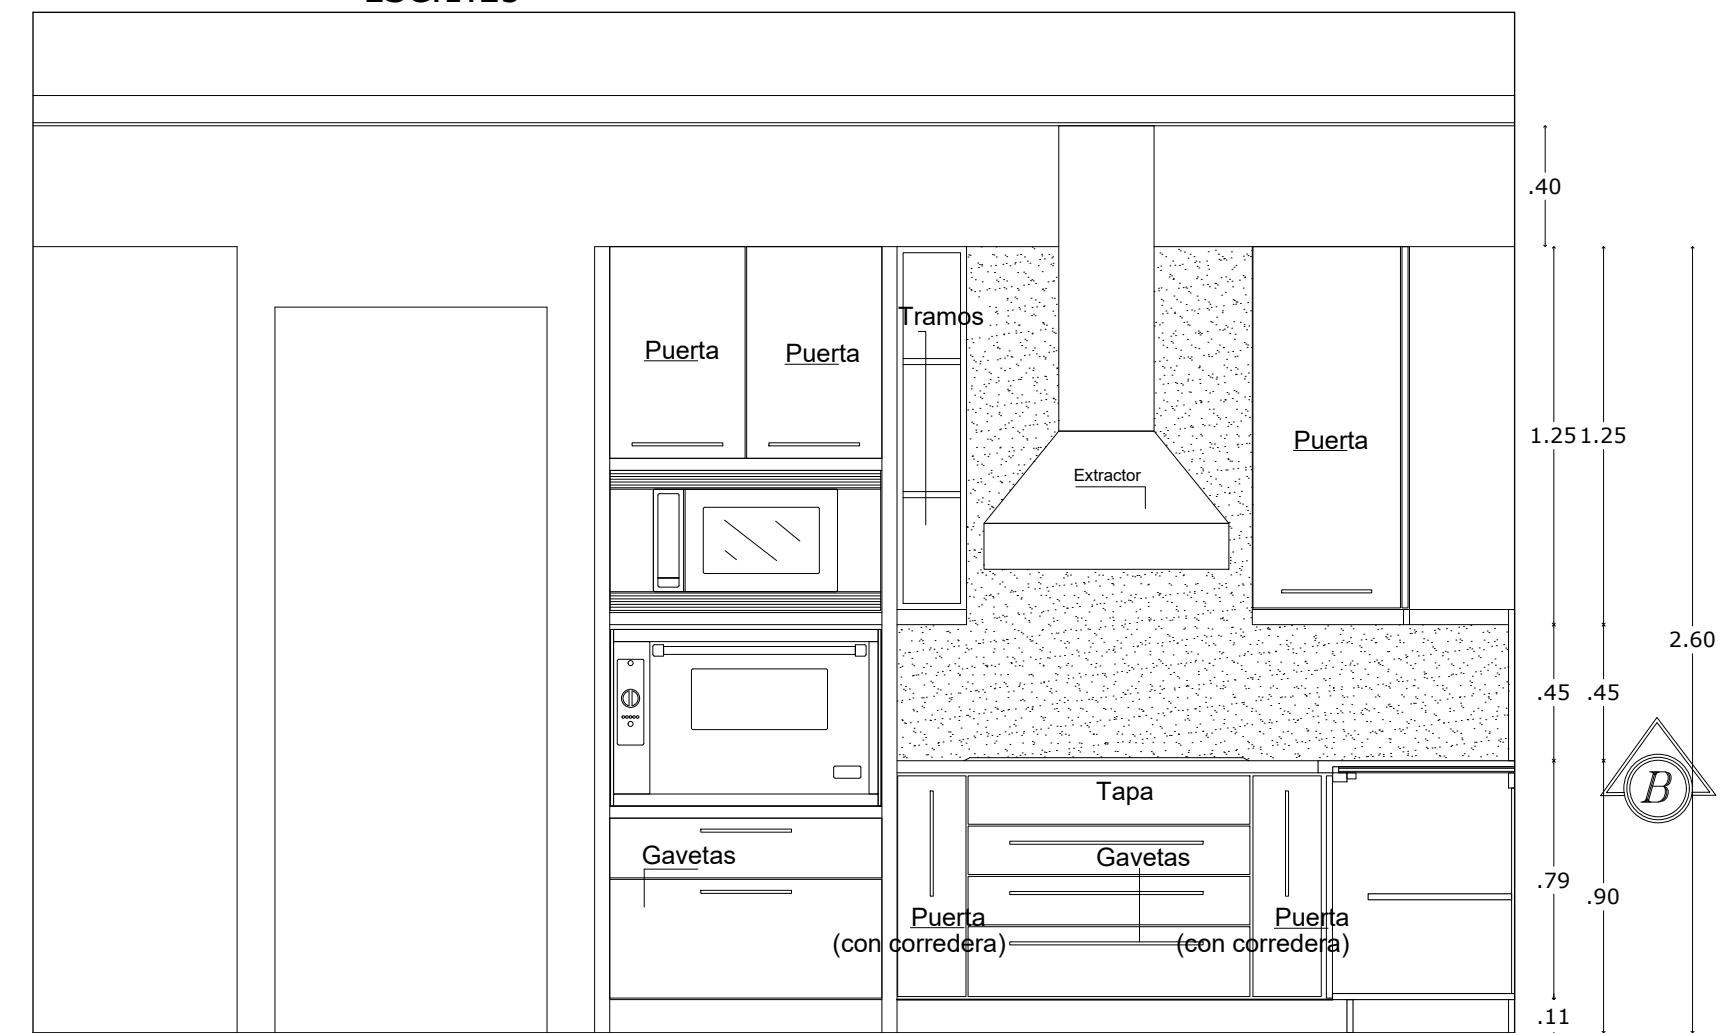 .40
Tramos
Puerta
Puerta
1.25 1.25
Puerta
Extractor
2.60
.45 .45
B
Tapa
Gavetas
Gavetas
.79
.90
Puerta
(con corredera)
Puerta
(con corredera)
.11